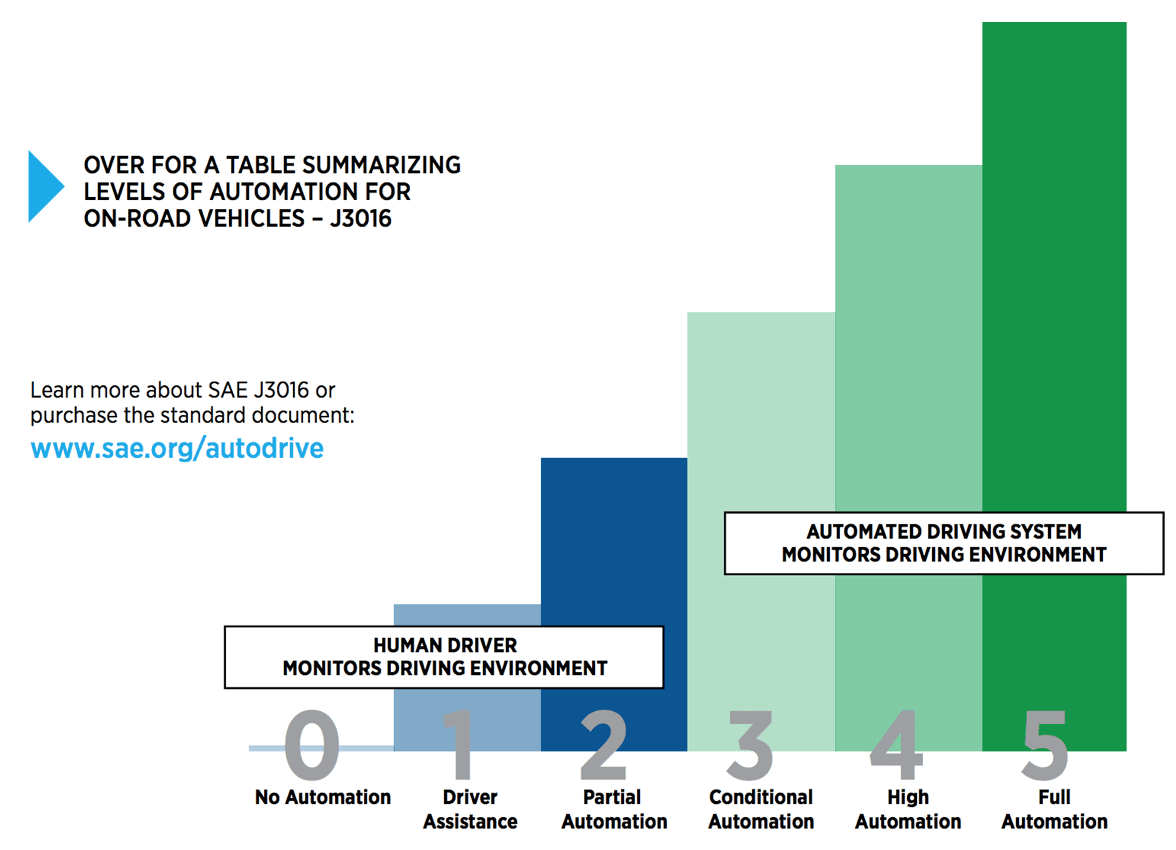 OVER FOR A TABLE SUMMARIZING
LEVELS OF AUTOMATION FOR
ON-ROAD VEHICLES – J3016
Learn more about SAE J3016 or
purchase the standard document:
www.sae.org/autodrive
AUTOMATED DRIVING SYSTEM
MONITORS DRIVING ENVIRONMENT
HUMAN DRIVER
MONITORS DRIVING ENVIRONMENT
0 1 2 3 4 5
No Automation
Driver
Assistance
Partial
Automation
Conditional
Automation
High
Automation
Full
Automation